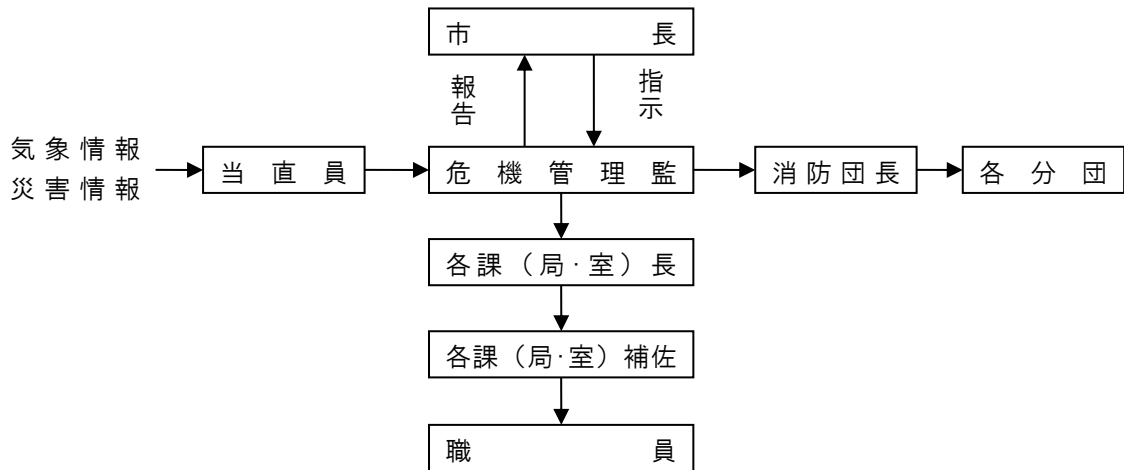 市長
報告
指示
気象情報
災害情報
当直員
危機管理監
消防団長
各分団
各課（局・室）長
各課（局・室）補佐
職員